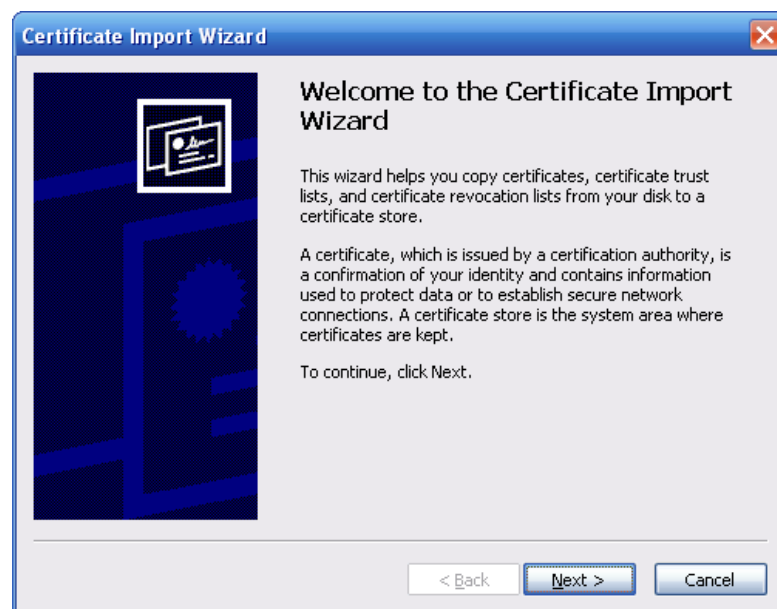 Certificate Import Wizard
Welcome to the Certificate Import
Wizard
This wizard helps you copy certificates, certificate trust
lists, and certificate revocation lists from your disk to a
certificate store.
A certificate, which is issued by a certification authority, is
a confirmation of your identity and contains information
used to protect data or to establish secure network
connections. A certificate store is the system area where
certificates are kept.
To continue, click Next.
< Back
Next >
Cancel